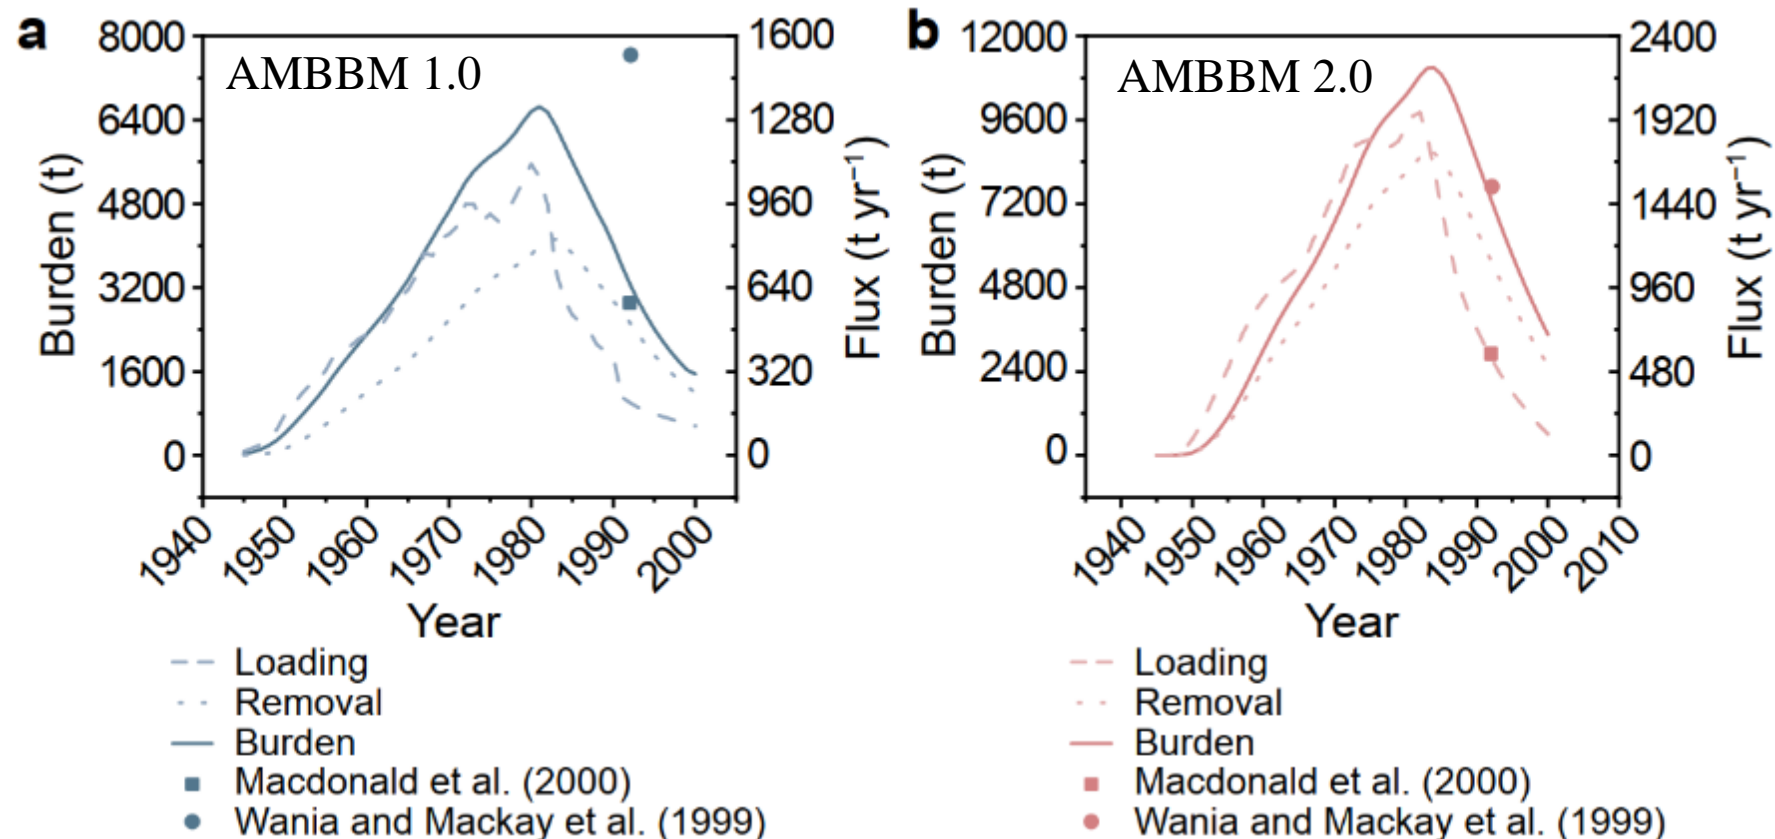 a
AMBBM 1.0
8000
6400
4800
3200
1600
0
Burden (t)
1600
1280
960
640
320
0
Flux (t yr⁻¹)
1940 1950 1960 1970 1980 1990 2000
Year
Loading
Removal
Burden
Macdonald et al. (2000)
Wania and Mackay et al. (1999)
b
AMBBM 2.0
12000
9600
7200
4800
2400
0
Burden (t)
2400
1920
1440
960
480
0
Flux (t yr⁻¹)
1940 1950 1960 1970 1980 1990 2000 2010
Year
Loading
Removal
Burden
Macdonald et al. (2000)
Wania and Mackay et al. (1999)